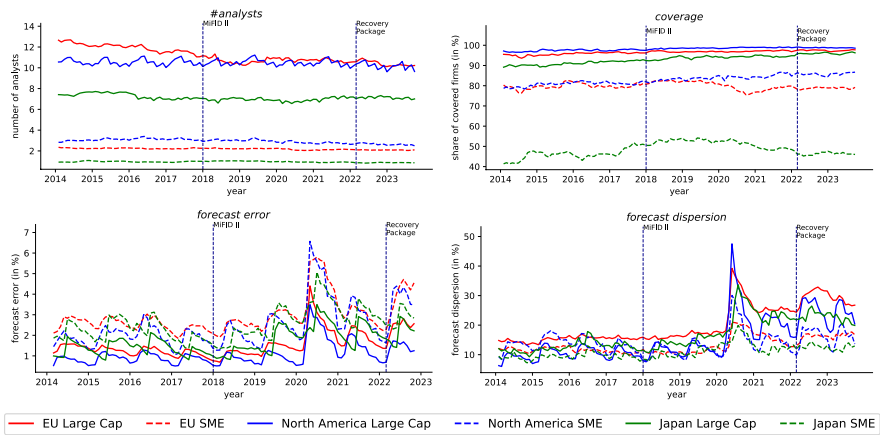 #analysts
MiFID II
Recovery
Package
14
12
10
8
6
4
2
number of analysts
2014 2015 2016 2017 2018 2019 2020 2021 2022 2023
year
coverage
MiFID II
Recovery
Package
100
90
80
70
60
50
40
share of covered firms (in %)
2014 2015 2016 2017 2018 2019 2020 2021 2022 2023
year
forecast error
MiFID II
Recovery
Package
7
6
5
4
3
2
1
forecast error (in %)
2014 2015 2016 2017 2018 2019 2020 2021 2022 2023
year
forecast dispersion
MiFID II
Recovery
Package
50
40
30
20
10
forecast dispersion (in %)
2014 2015 2016 2017 2018 2019 2020 2021 2022 2023
year
EU Large Cap EU SME North America Large Cap North America SME Japan Large Cap Japan SME